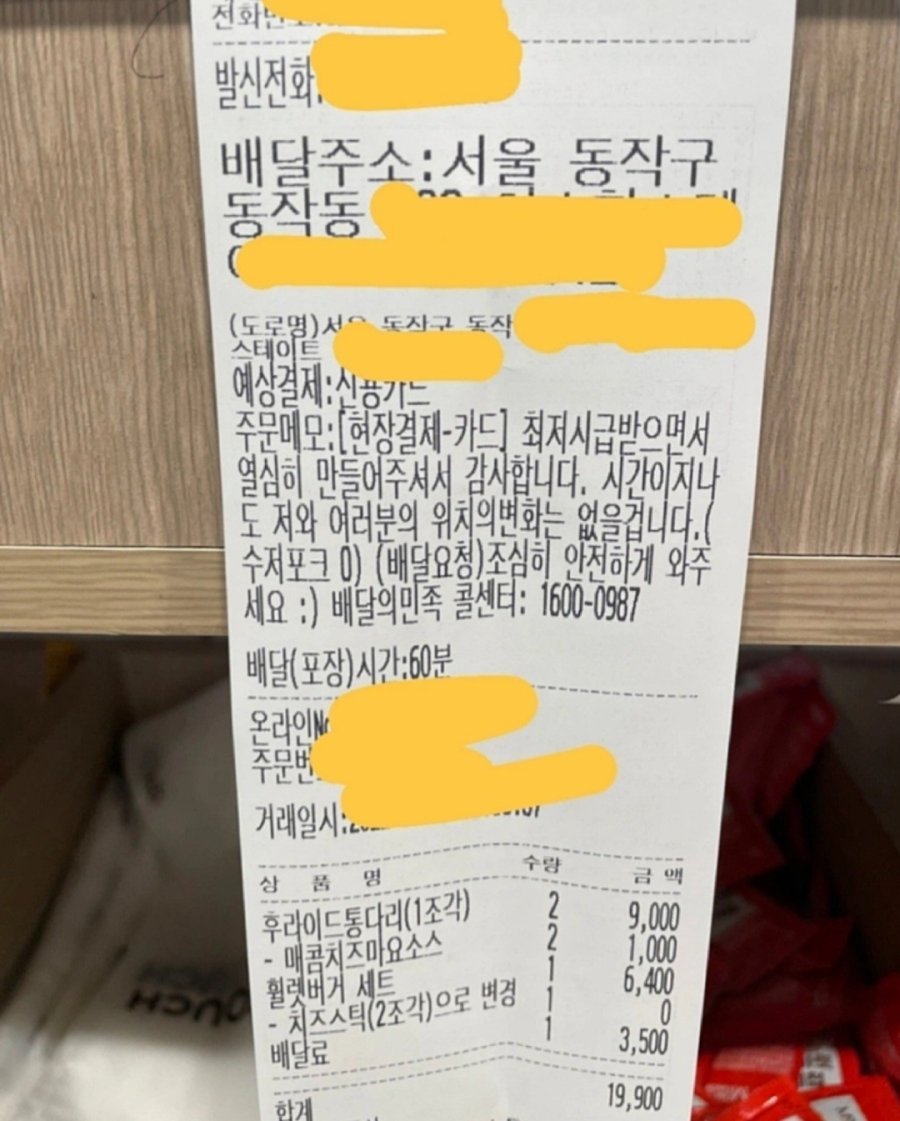 전화번호:
발신전화:
배달주소:서울 동작구
동작동
(도로명)서울 동작구 동작
스테이트
예상결제:신용카드
주문메모:[현장결제-카드] 최저시급받으면서
열심히 만들어주셔서 감사합니다. 시간이지나
도 저와 여러분의 위치의변화는 없을겁니다.(
수저포크 O) (배달요청)조심히 안전하게 와주
세요 :) 배달의민족 콜센터: 1600-0987
배달(포장)시간:60분
온라인No
주문번
거래일시:
상 품 명 수량 금 액
후라이드통다리(1조각) 2 9,000
- 매콤치즈마요소스 2 1,000
휠렛버거 세트 1 6,400
- 치즈스틱(2조각)으로 변경 1 0
배달료 1 3,500
합계 19,900